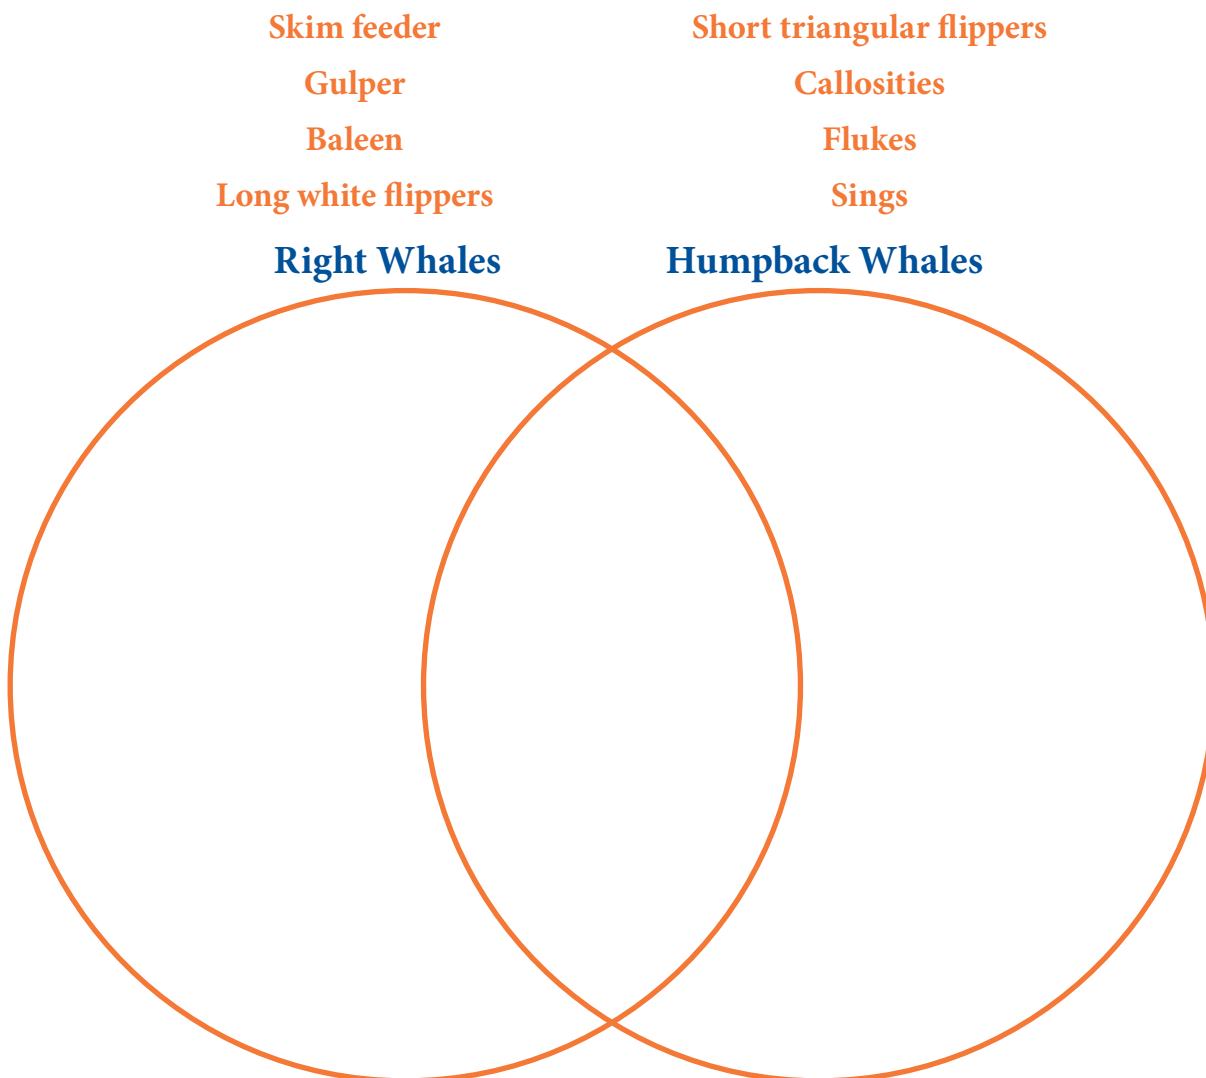 Skim feeder
Short triangular flippers
Gulper
Callosities
Baleen
Flukes
Long white flippers
Sings
Right Whales
Humpback Whales